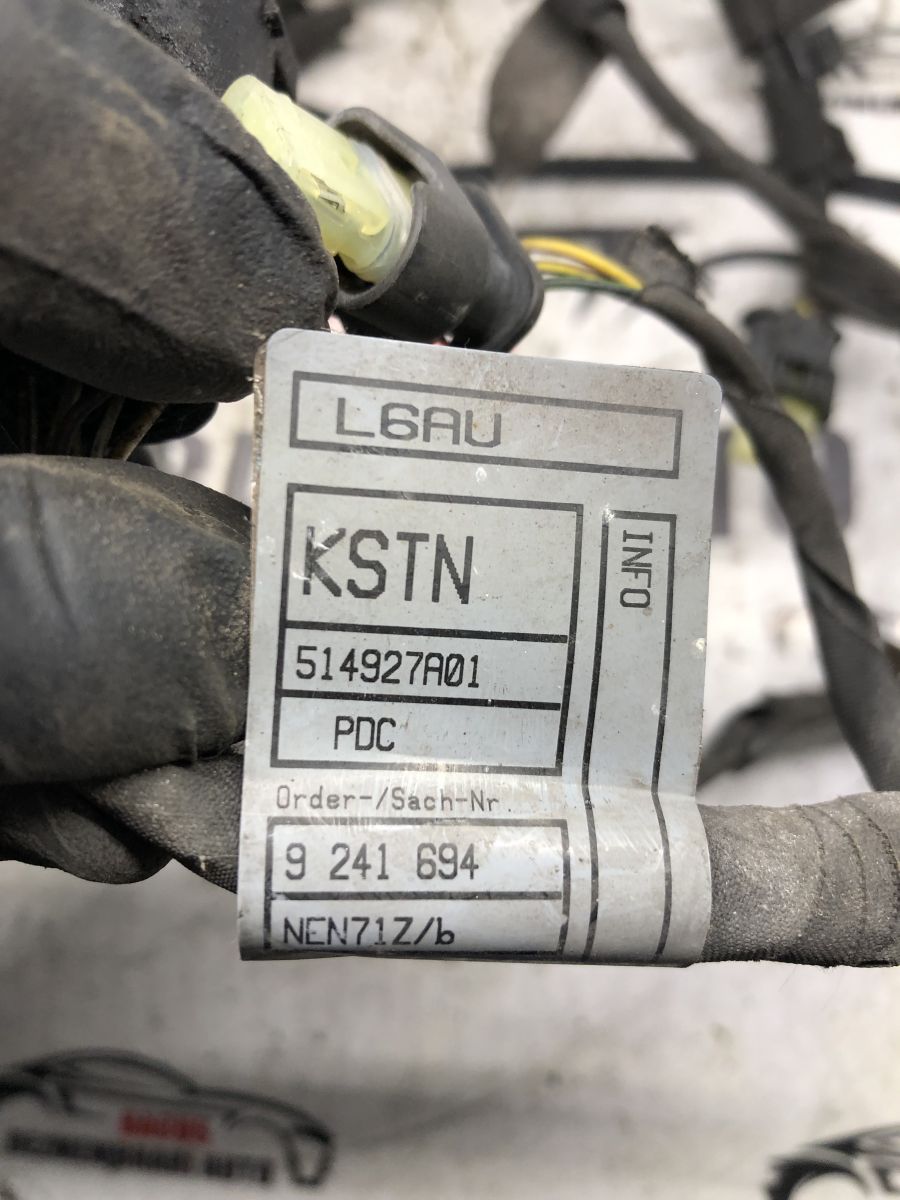 L6AU
KSTN
514927A01
PDC
INFO
Order-/Sach-Nr.
9 241 694
NEN71Z/b